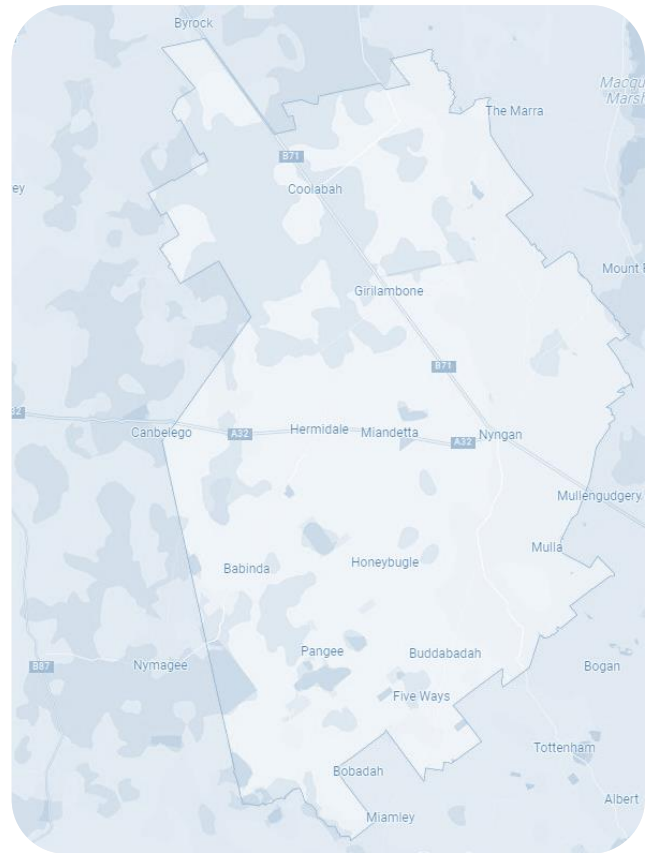 Byrock
Macqu
Marsh
The Marra
B71
ey
Coolabah
Mount
Girilambone
B71
32
Canbelego
A32
Hermidale
Miandetta
A32
Nyngan
Mullengudgery
Mulla
Babinda
Honeybugle
Pangee
Buddabadah
B87
Nymagee
Bogan
Five Ways
Tottenham
Bobadah
Albert
Miamley